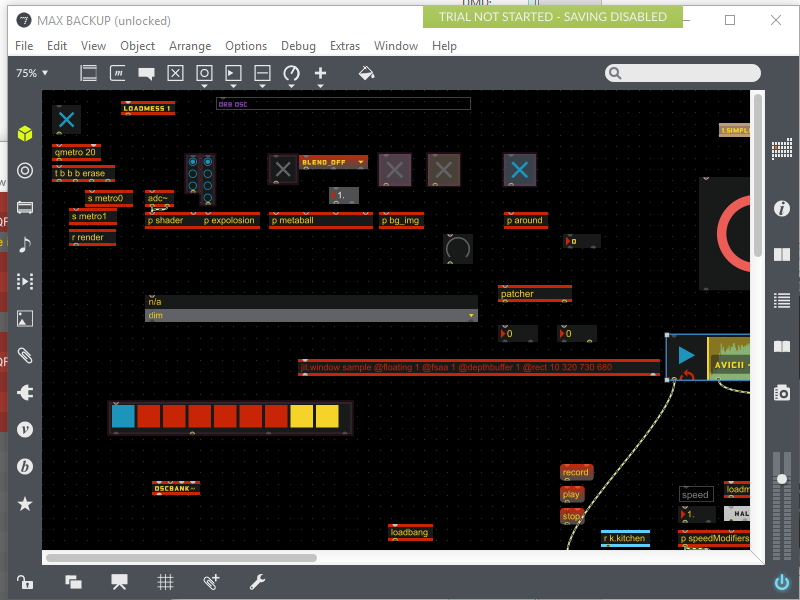 MAX BACKUP (unlocked)
TRIAL NOT STARTED - SAVING DISABLED
File Edit View Object Arrange Options Debug Extras Window Help
75%
LOADMESS 1
ORB OSC
qmetro 20
BLEND_OFF
t b b b erase
1.
s metro0
adc~
s metro1
p shader
p expolosion
p metaball
p bg_img
p around
r render
0
patcher
n/a
dim
0
0
jit.window sample @floating 1 @fsaa 1 @depthbuffer 1 @rect 10 320 730 680
AVICII -
record
OSCBANK~
play
speed
loadm
stop
1.
HAL
loadbang
r k.kitchen
p speedModifiers